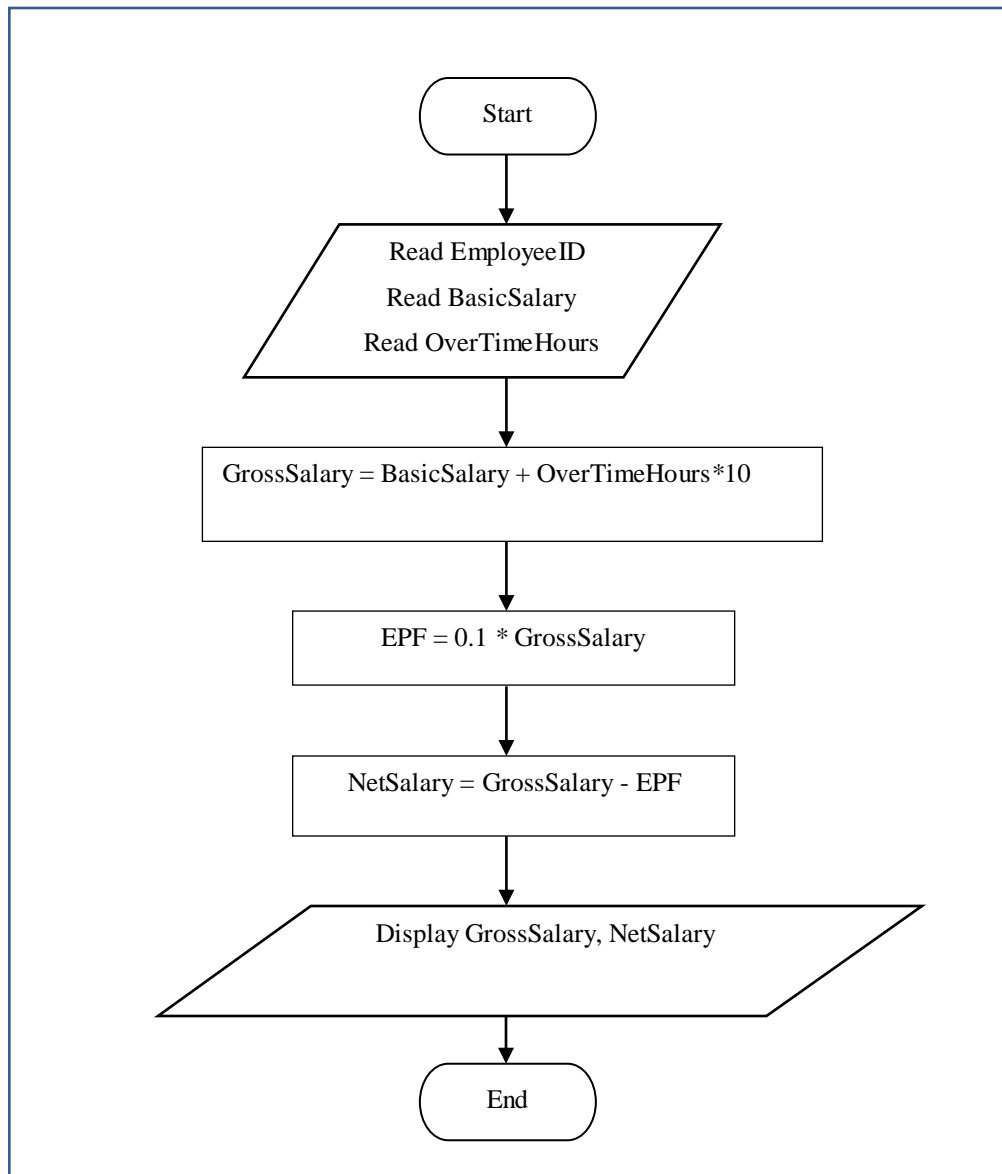 Start
Read EmployeeID
Read BasicSalary
Read OverTimeHours
GrossSalary = BasicSalary + OverTimeHours*10
EPF = 0.1 * GrossSalary
NetSalary = GrossSalary - EPF
Display GrossSalary, NetSalary
End